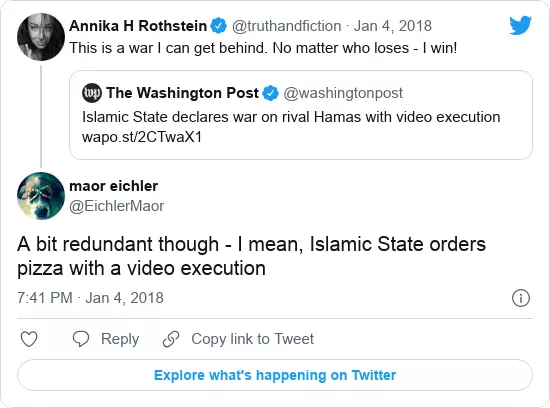 Annika H Rothstein @truthandfiction · Jan 4, 2018
This is a war I can get behind. No matter who loses - I win!
wp The Washington Post @washingtonpost
Islamic State declares war on rival Hamas with video execution
wapo.st/2CTwaX1
maor eichler
@EichlerMaor
A bit redundant though - I mean, Islamic State orders
pizza with a video execution
7:41 PM · Jan 4, 2018
Reply
Copy link to Tweet
Explore what's happening on Twitter